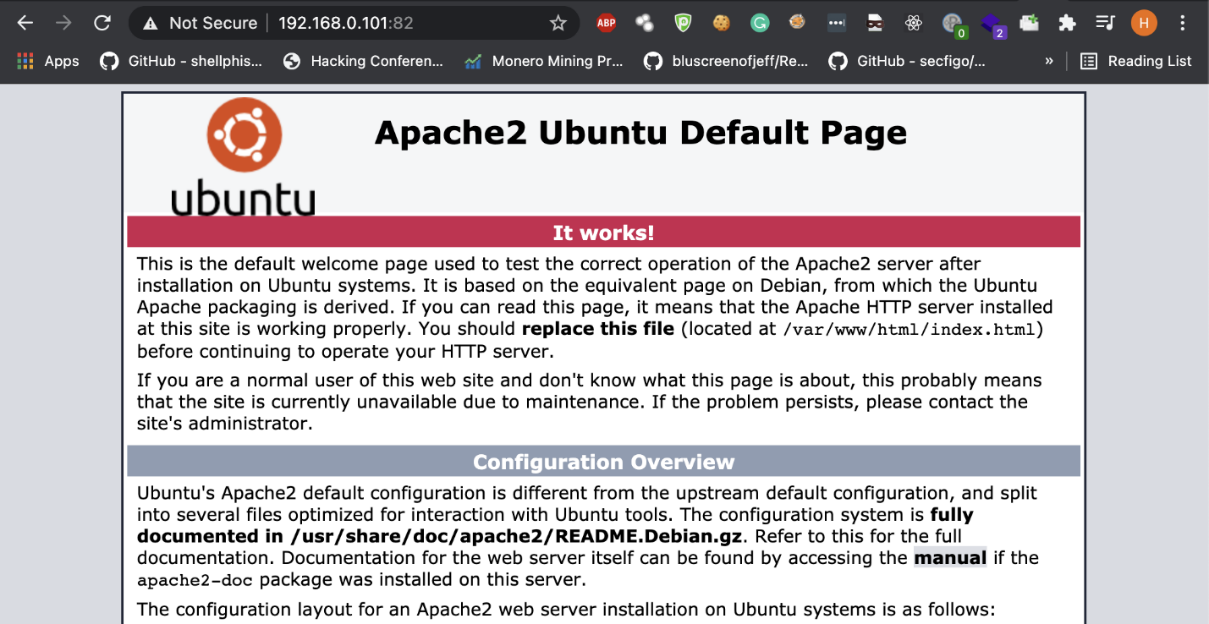 Not Secure 192.168.0.101:82 ABP 0 2 H
Apps GitHub - shellphis... Hacking Conferen... Monero Mining Pr... bluscreenofjeff/Re... GitHub - secfigo/... » Reading List
ubuntu
Apache2 Ubuntu Default Page
It works!
This is the default welcome page used to test the correct operation of the Apache2 server after
installation on Ubuntu systems. It is based on the equivalent page on Debian, from which the Ubuntu
Apache packaging is derived. If you can read this page, it means that the Apache HTTP server installed
at this site is working properly. You should replace this file (located at /var/www/html/index.html)
before continuing to operate your HTTP server.
If you are a normal user of this web site and don't know what this page is about, this probably means
that the site is currently unavailable due to maintenance. If the problem persists, please contact the
site's administrator.
Configuration Overview
Ubuntu's Apache2 default configuration is different from the upstream default configuration, and split
into several files optimized for interaction with Ubuntu tools. The configuration system is fully
documented in /usr/share/doc/apache2/README.Debian.gz. Refer to this for the full
documentation. Documentation for the web server itself can be found by accessing the manual if the
apache2-doc package was installed on this server.
The configuration layout for an Apache2 web server installation on Ubuntu systems is as follows: